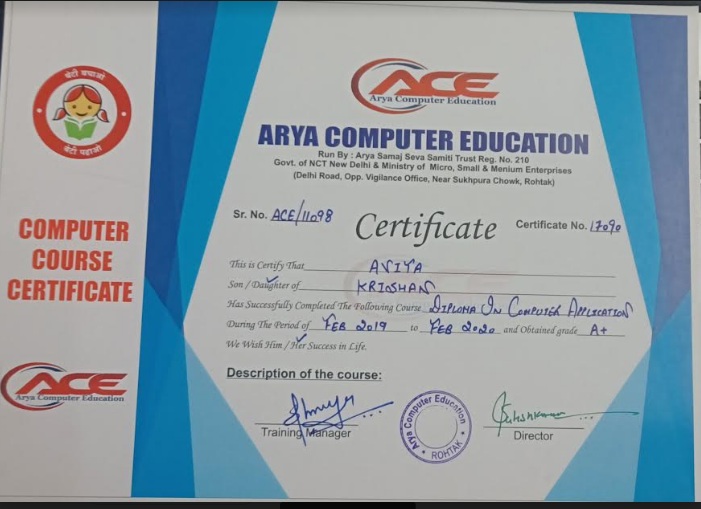 बेटी बचाओ
बेटी पढ़ाओ
COMPUTER
COURSE
CERTIFICATE
ACE
Arya Computer Education
ACE
Arya Computer Education
ARYA COMPUTER EDUCATION
Run By : Arya Samaj Seva Samiti Trust Reg. No. 210
Govt. of NCT New Delhi & Ministry of Micro, Small & Menium Enterprises
(Delhi Road, Opp. Vigilance Office, Near Sukhpura Chowk, Rohtak)
Sr. No. ACE/11098
Certificate
Certificate No. 17090
This is Certify That
Son / Daughter of KRISHAN
Has Successfully Completed The Following Course DIPLOMA IN COMPUTER APPLICATION
During The Period of FEB 2019 to FEB 2020 and Obtained grade A+
We Wish Him / Her Success in Life.
Description of the course:
Training Manager
Arya Computer Education
ROHTAK
Director